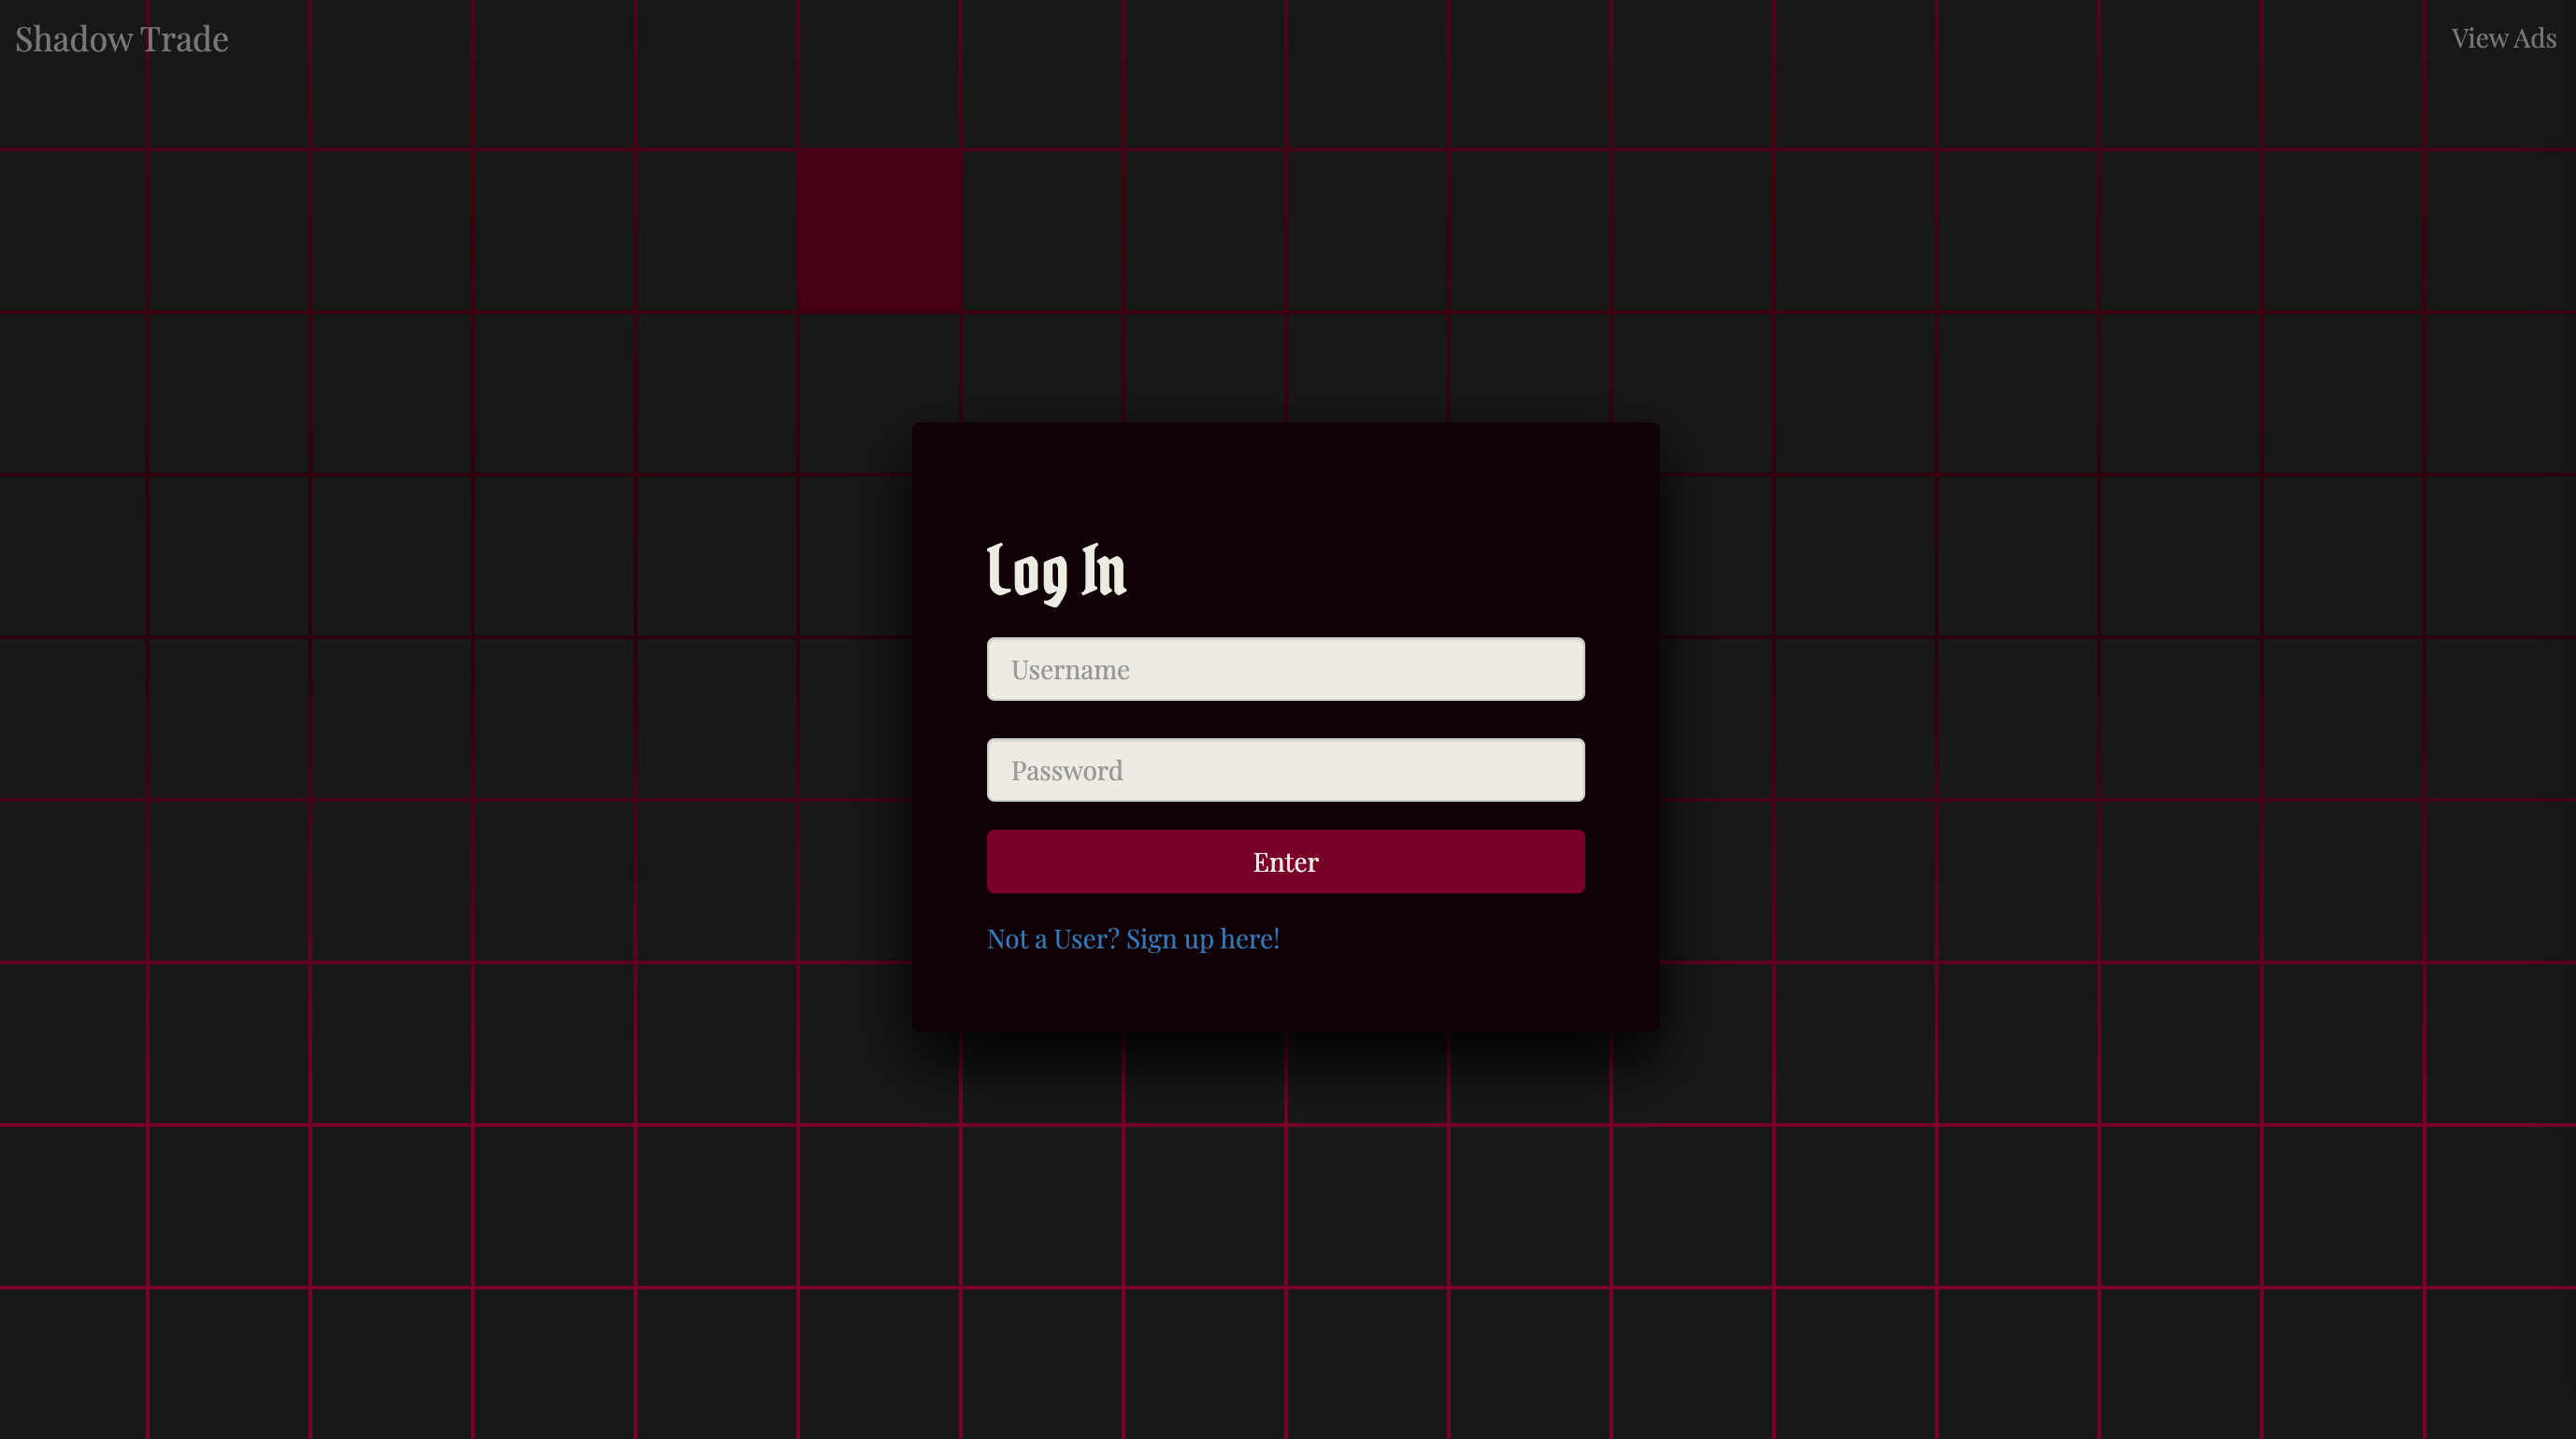 Shadow Trade
View Ads
Log In
Username
Password
Enter
Not a User? Sign up here!